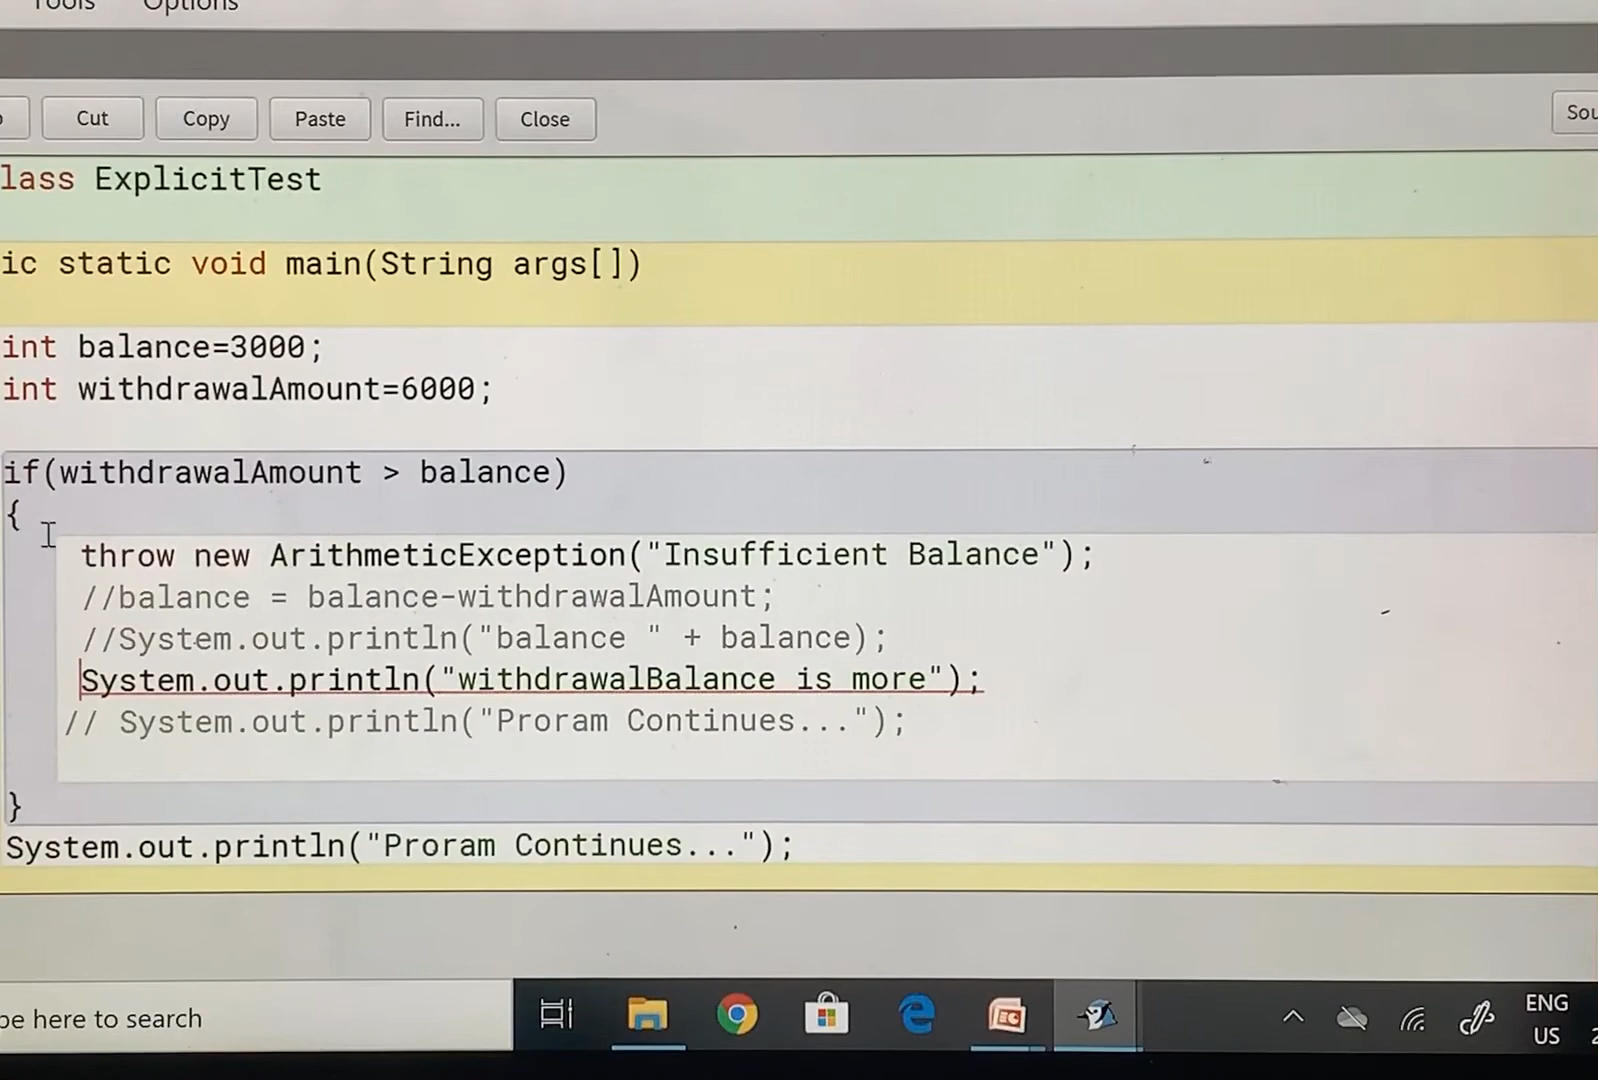 Tools Options
Cut Copy Paste Find... Close Sou
lass ExplicitTest
ic static void main(String args[])
int balance=3000;
int withdrawalAmount=6000;
if(withdrawalAmount > balance)
{
throw new ArithmeticException("Insufficient Balance");
//balance = balance-withdrawalAmount;
//System.out.println("balance " + balance);
System.out.println("withdrawalBalance is more");
// System.out.println("Proram Continues...");
}
System.out.println("Proram Continues...");
pe here to search
ENG
US